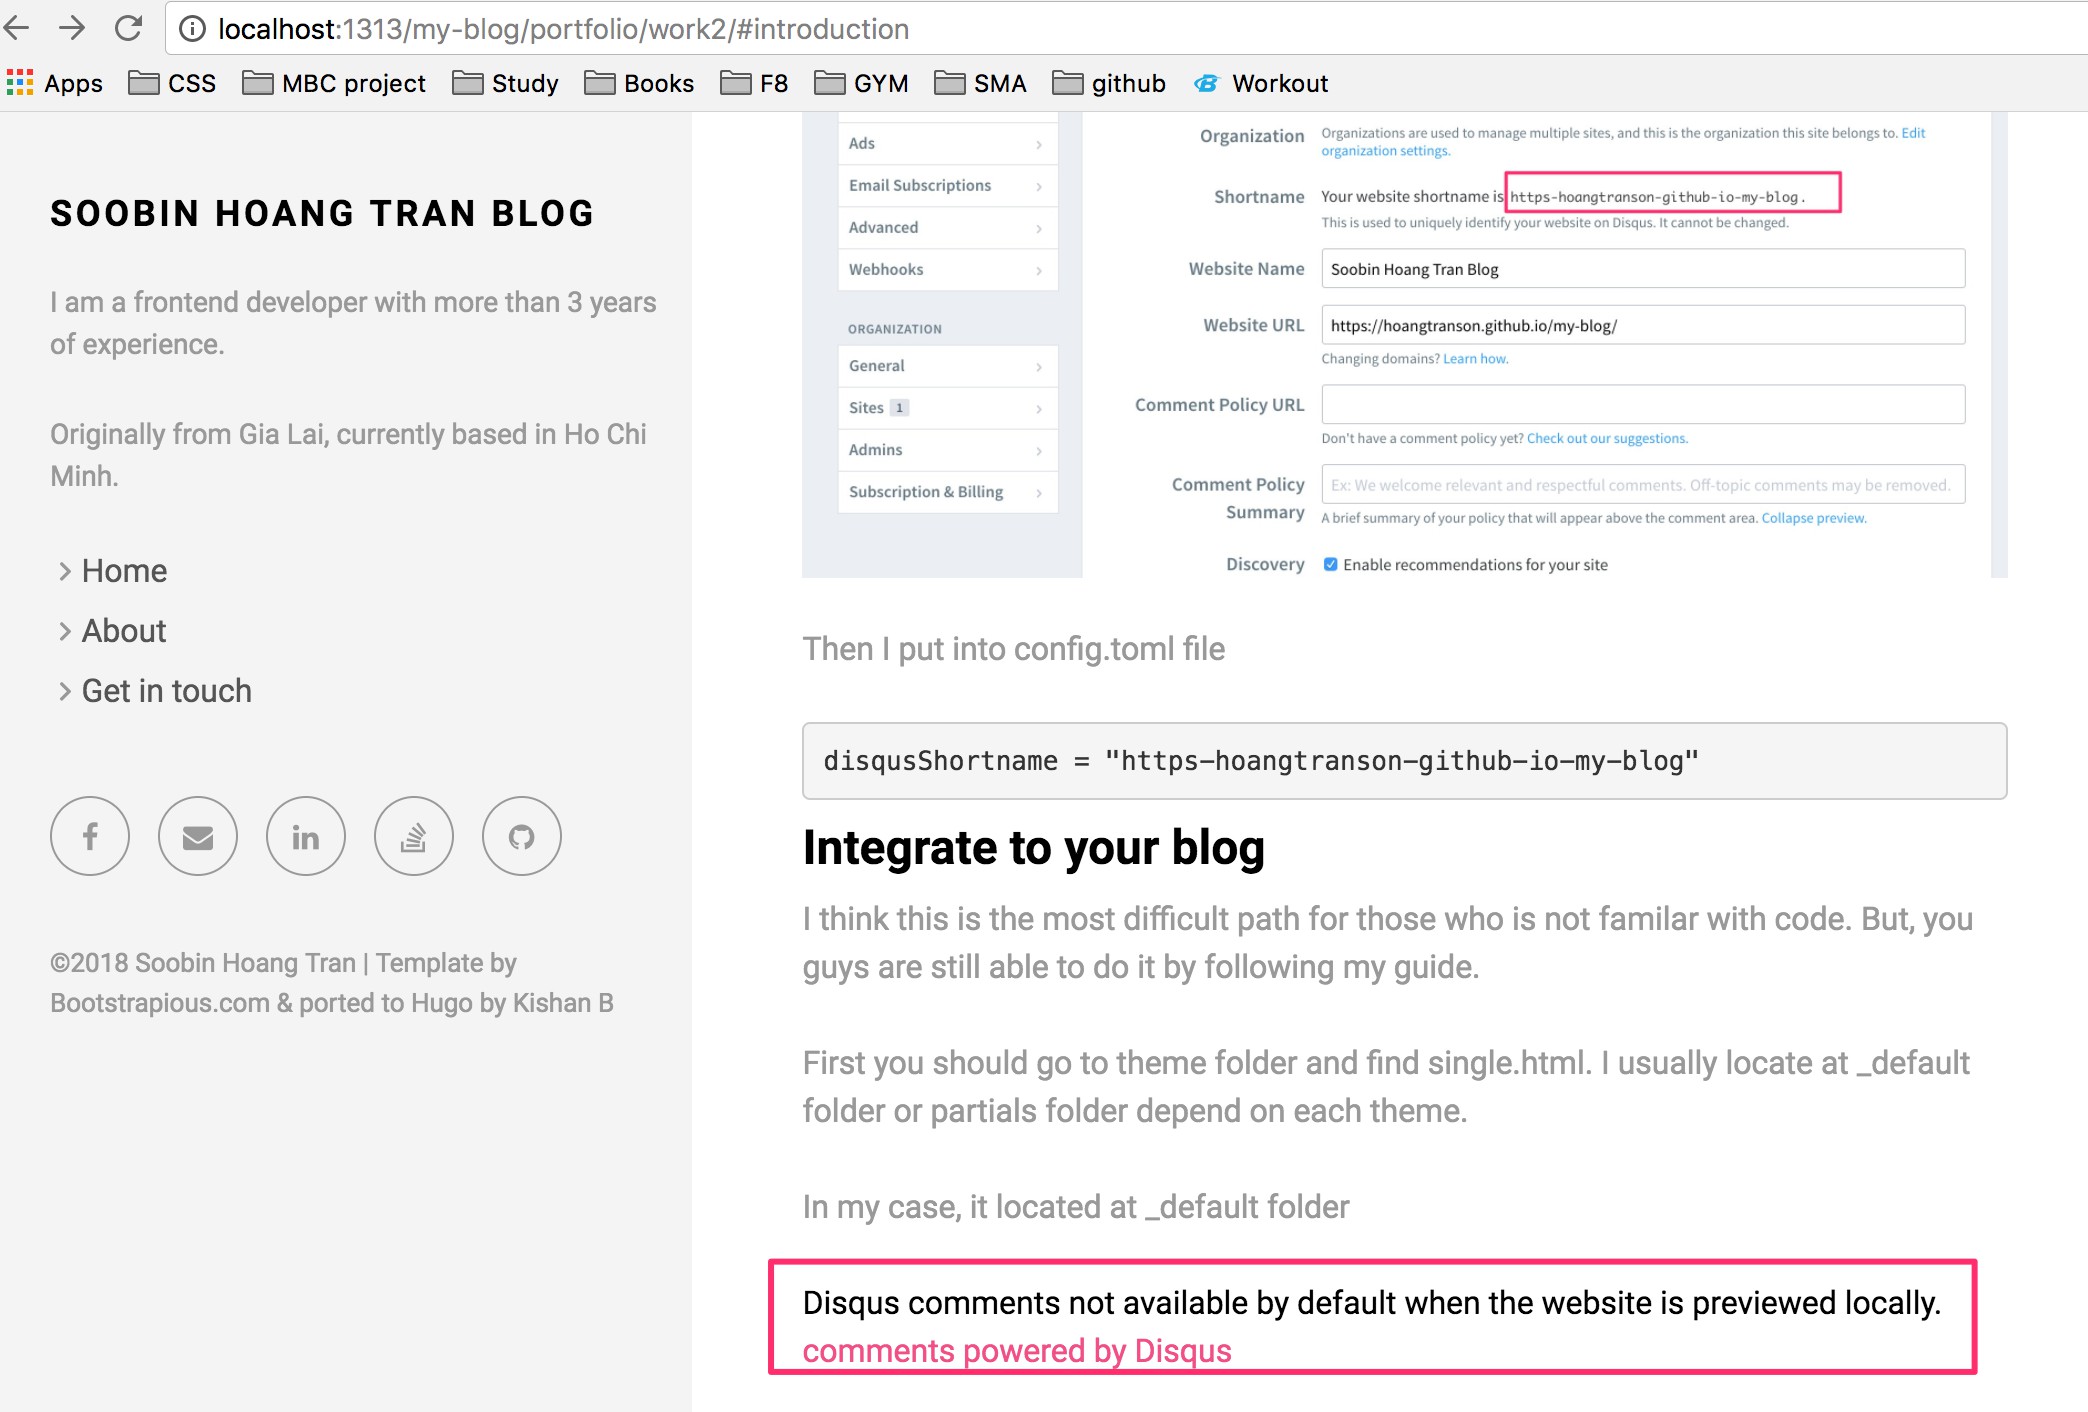 localhost:1313/my-blog/portfolio/work2/#introduction
Apps CSS MBC project Study Books F8 GYM SMA github Workout
SOOBIN HOANG TRAN BLOG
I am a frontend developer with more than 3 years
of experience.
Originally from Gia Lai, currently based in Ho Chi
Minh.
Home
About
Get in touch
©2018 Soobin Hoang Tran | Template by
Bootstrapious.com & ported to Hugo by Kishan B
Ads
Email Subscriptions
Advanced
Webhooks
ORGANIZATION
General
Sites 1
Admins
Subscription & Billing
Organization Organizations are used to manage multiple sites, and this is the organization this site belongs to. Edit
organization settings.
Shortname Your website shortname is https-hoangtranson-github-io-my-blog.
This is used to uniquely identify your website on Disqus. It cannot be changed.
Website Name Soobin Hoang Tran Blog
Website URL https://hoangtranson.github.io/my-blog/
Changing domains? Learn how.
Comment Policy URL
Don't have a comment policy yet? Check out our suggestions.
Comment Policy Ex: We welcome relevant and respectful comments. Off-topic comments may be removed.
Summary A brief summary of your policy that will appear above the comment area. Collapse preview.
Discovery Enable recommendations for your site
Then I put into config.toml file
disqusShortname = "https-hoangtranson-github-io-my-blog"
Integrate to your blog
I think this is the most difficult path for those who is not familar with code. But, you
guys are still able to do it by following my guide.
First you should go to theme folder and find single.html. I usually locate at _default
folder or partials folder depend on each theme.
In my case, it located at _default folder
Disqus comments not available by default when the website is previewed locally.
comments powered by Disqus